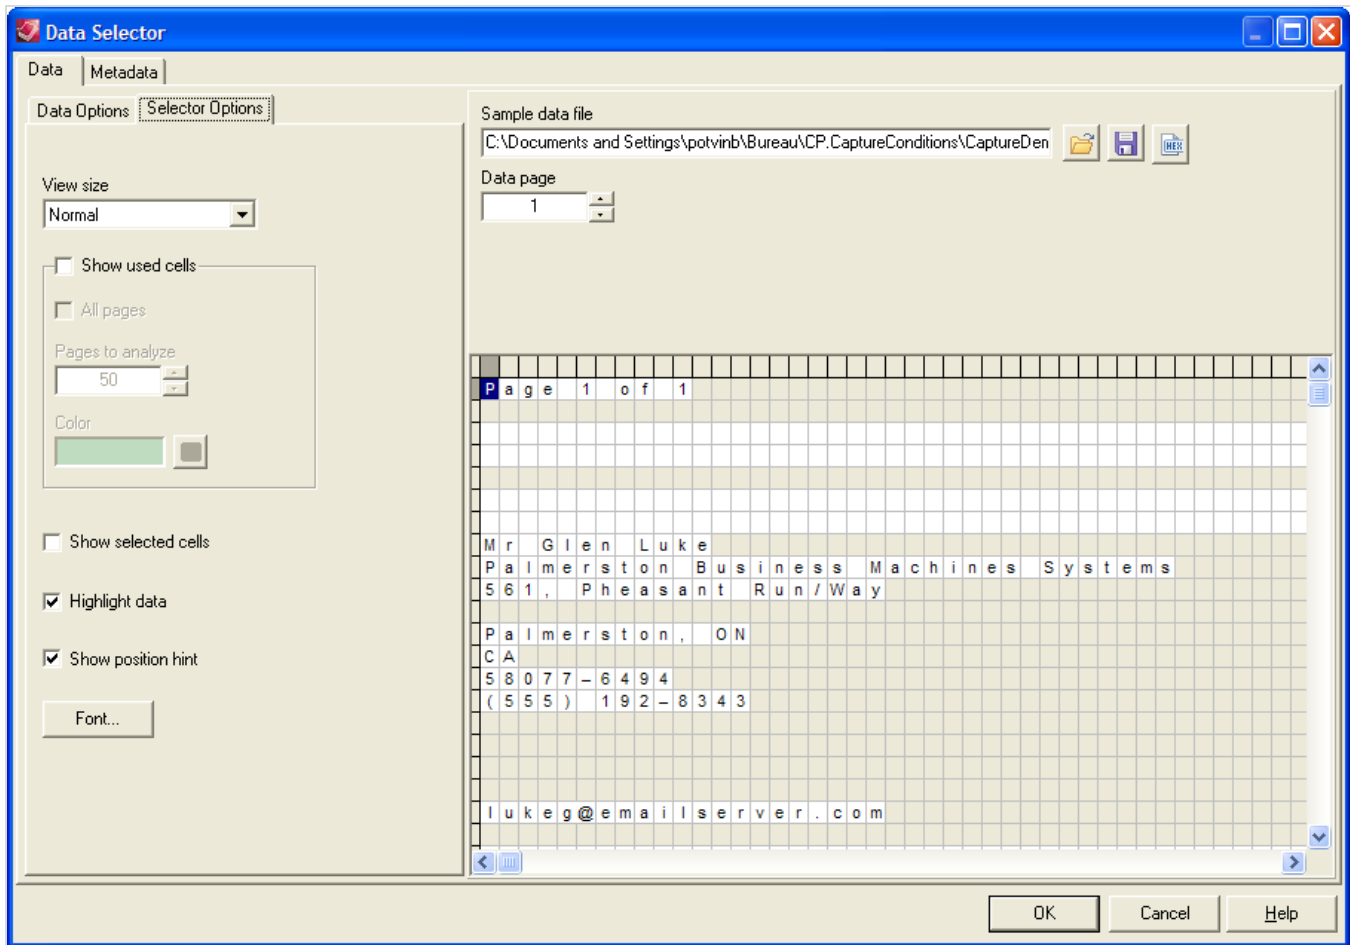 Data Selector
Data
Metadata
Data Options
Selector Options
View size
Normal
Show used cells
All pages
Pages to analyze
50
Color
Show selected cells
Highlight data
Show position hint
Font...
Sample data file
C:\Documents and Settings\potvinb\Bureau\CP.CaptureConditions\CaptureDen
HEX
Data page
1
Page 1 of 1
Mr Glen Luke
Palmerston Business Machines Systems
561, Pheasant Run/Way
Palmerston, ON
CA
58077-6494
(555) 192-8343
lukeg@emailserver.com
OK
Cancel
Help